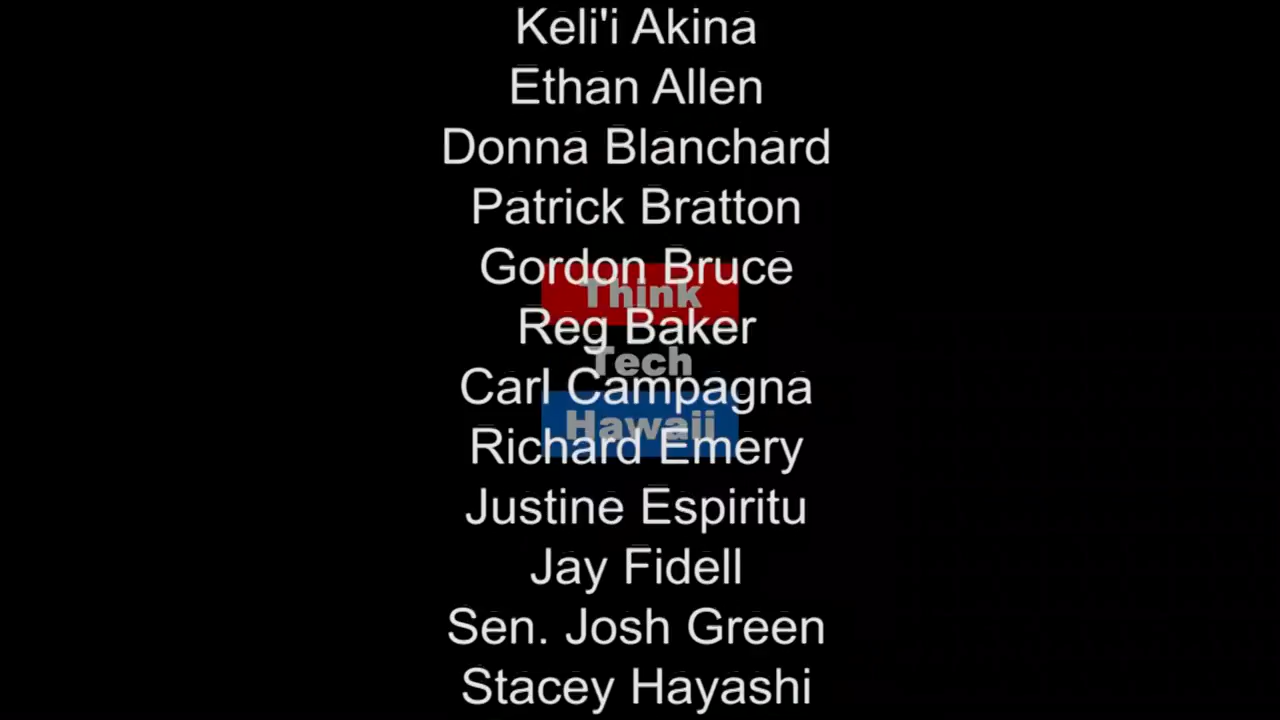 Keli'i Akina
Ethan Allen
Donna Blanchard
Patrick Bratton
Gordon Bruce
Think
Reg Baker
Tech
Carl Campagna
Hawaii
Richard Emery
Justine Espiritu
Jay Fidell
Sen. Josh Green
Stacey Hayashi